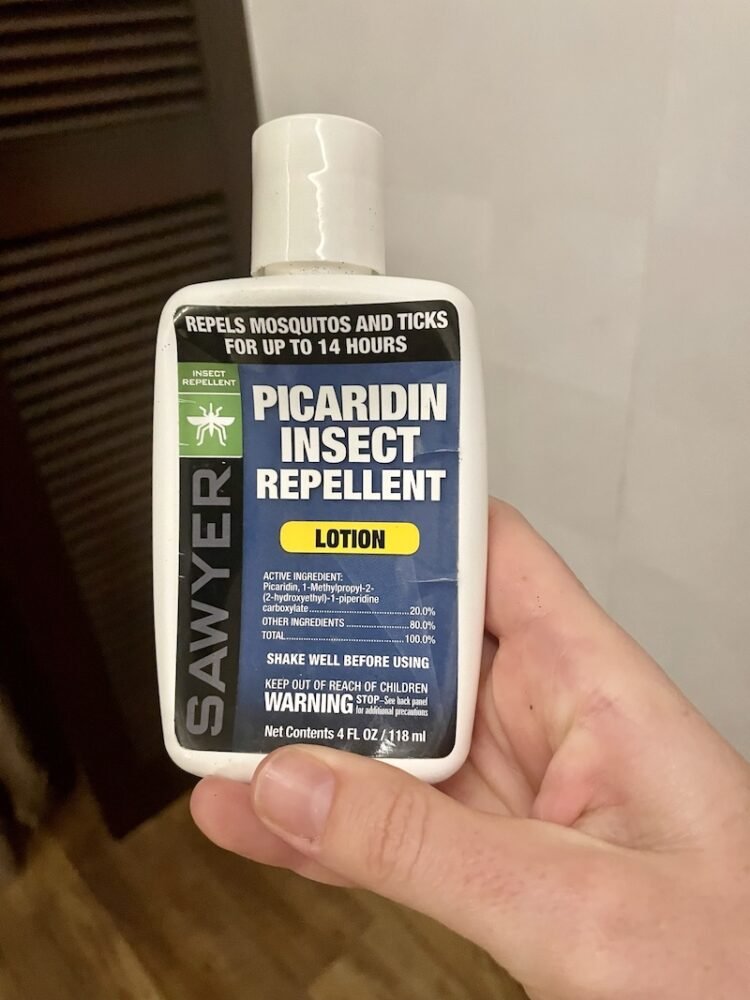 REPELS MOSQUITOS AND TICKS
FOR UP TO 14 HOURS
INSECT
REPELLENT
SAWYER
PICARIDIN
INSECT
REPELLENT
LOTION
ACTIVE INGREDIENT:
Picaridin, 1-Methylpropyl-2-
(2-hydroxyethyl)-1-piperidine
carboxylate.........................20.0%
OTHER INGREDIENTS ................80.0%
TOTAL....................................100.0%
SHAKE WELL BEFORE USING
KEEP OUT OF REACH OF CHILDREN
WARNING STOP–See back panel
for additional precautions
Net Contents 4 FL OZ / 118 ml